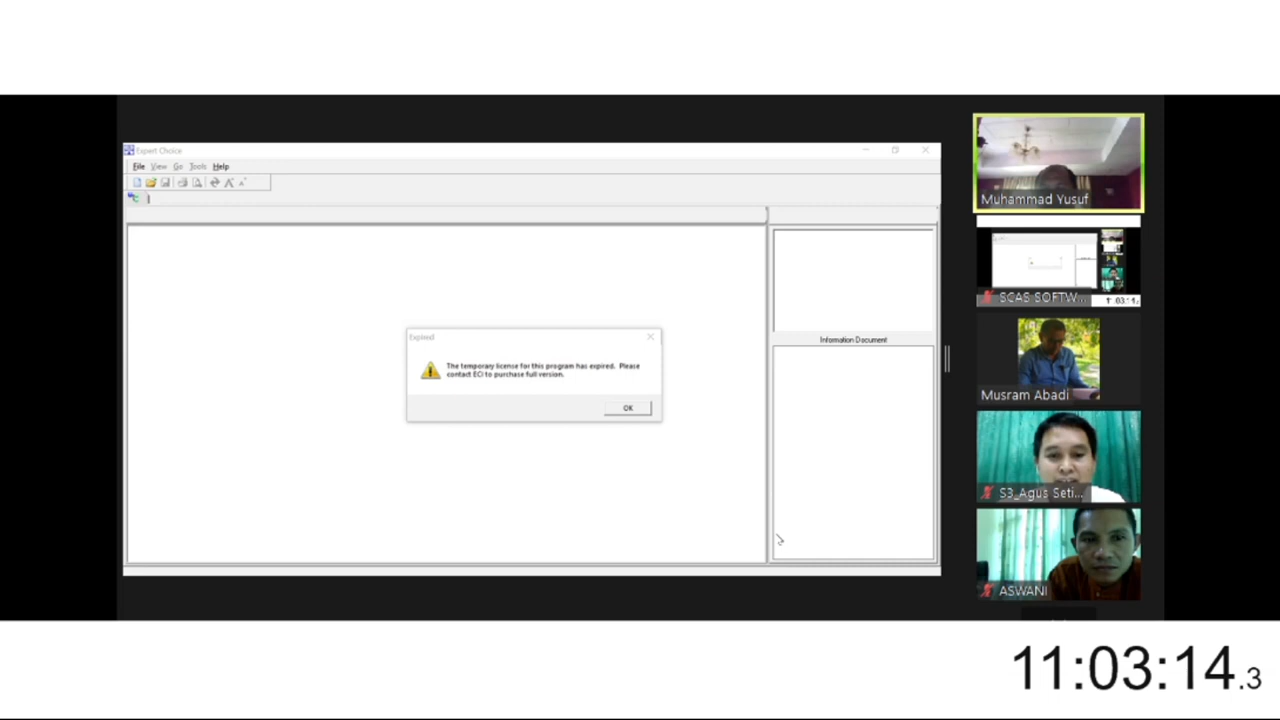 Expert Choice
File View Go Tools Help
Information Document
Expired
The temporary license for this program has expired. Please
contact ECI to purchase full version.
OK
Muhammad Yusuf
SCAS SOFTW...
Musram Abadi
S3_Agus Seti...
ASWANI
11:03:14.3